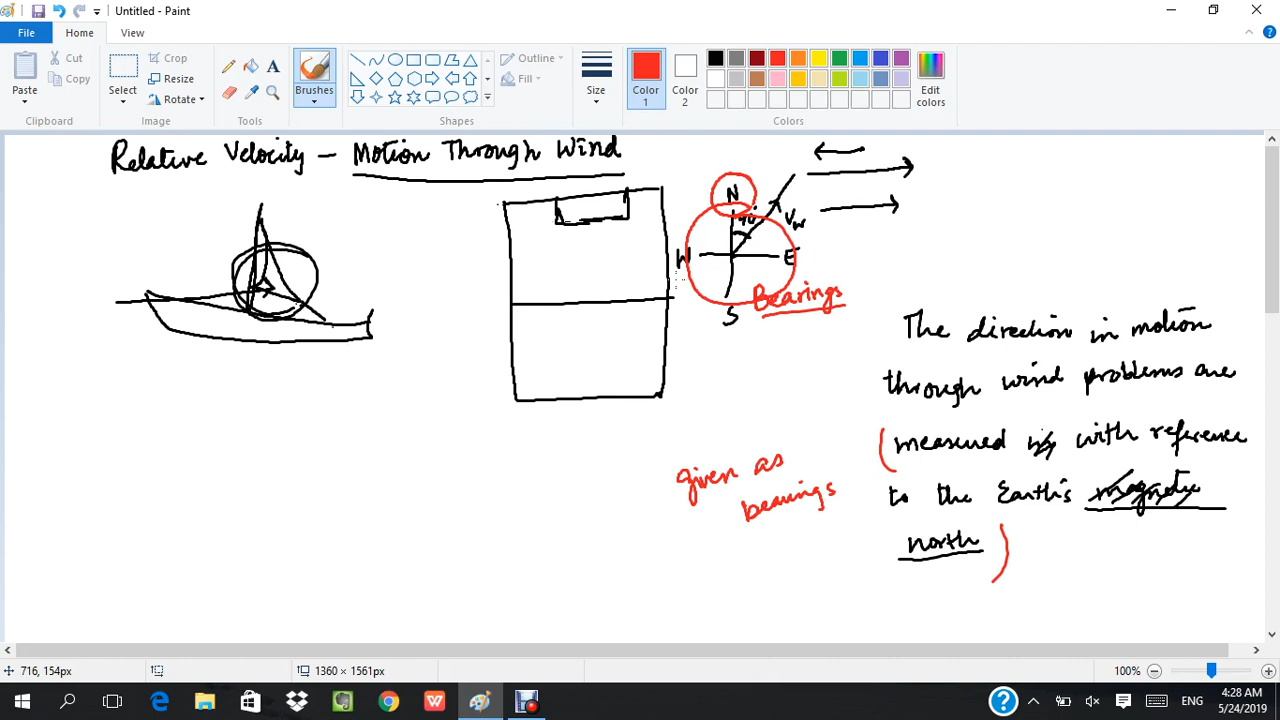 Untitled - Paint
File
Home
View
Paste
Cut
Copy
Clipboard
Select
Crop
Resize
Rotate
Image
Tools
Brushes
Outline
Fill
Shapes
Size
Color 1
Color 2
Edit colors
Colors
Relative Velocity - Motion Through Wind
N
Vw
W
E
S
Bearings
The direction in motion
through wind problems are
(measured is with reference
to the Earth's magnetic
north)
given as
bearings
716, 154px
1360 × 1561px
100%
ENG
4:28 AM
5/24/2019